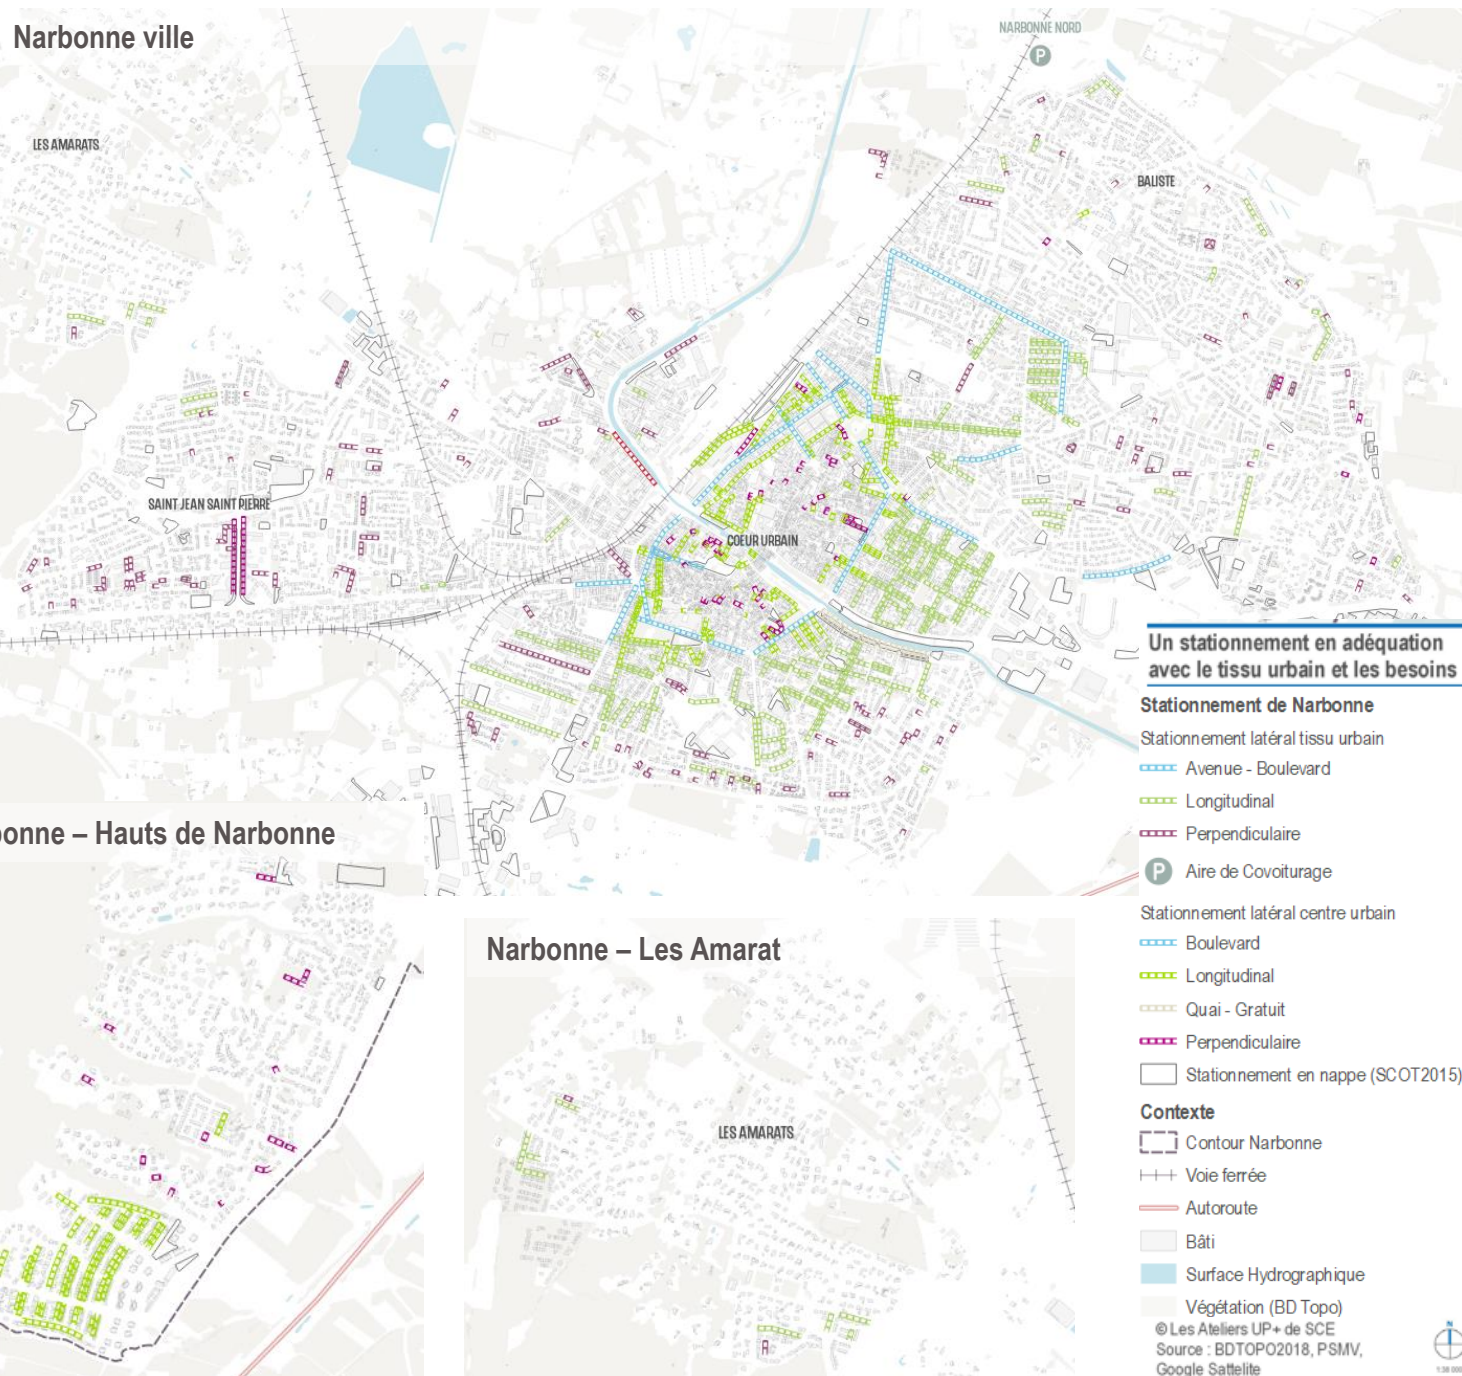 Narbonne ville
NARBONNE NORD
P
LES AMARATS
BALISTE
SAINT JEAN SAINT PIERRE
COEUR URBAIN
bonne – Hauts de Narbonne
Narbonne – Les Amarat
LES AMARATS
Un stationnement en adéquation
avec le tissu urbain et les besoins
Stationnement de Narbonne
Stationnement latéral tissu urbain
Avenue - Boulevard
Longitudinal
Perpendiculaire
P Aire de Covoiturage
Stationnement latéral centre urbain
Boulevard
Longitudinal
Quai - Gratuit
Perpendiculaire
Stationnement en nappe (SCOT2015)
Contexte
Contour Narbonne
Voie ferrée
Autoroute
Bâti
Surface Hydrographique
Végétation (BD Topo)
© Les Ateliers UP+ de SCE
Source : BDTOPO2018, PSMV,
Google Sattelite
N